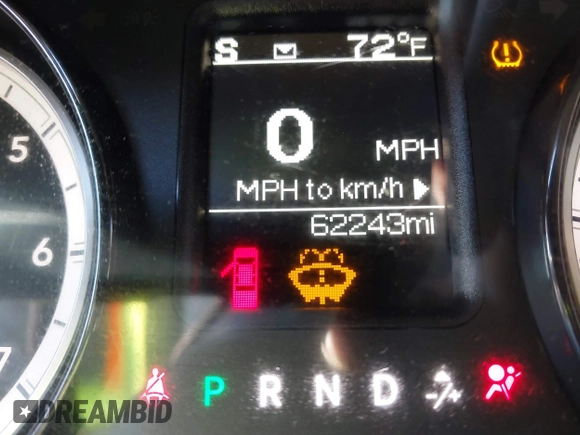 S 72°F
0 MPH
MPH to km/h
62243mi
5
6
7
P R N D
DREAMBID